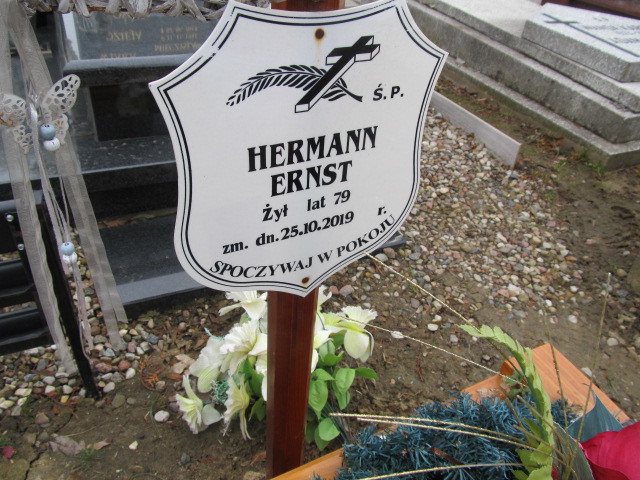 Ś.P.
HERMANN
ERNST
Żył lat 79
zm. dn. 25.10.2019 r.
SPOCZYWAJ W POKOJU